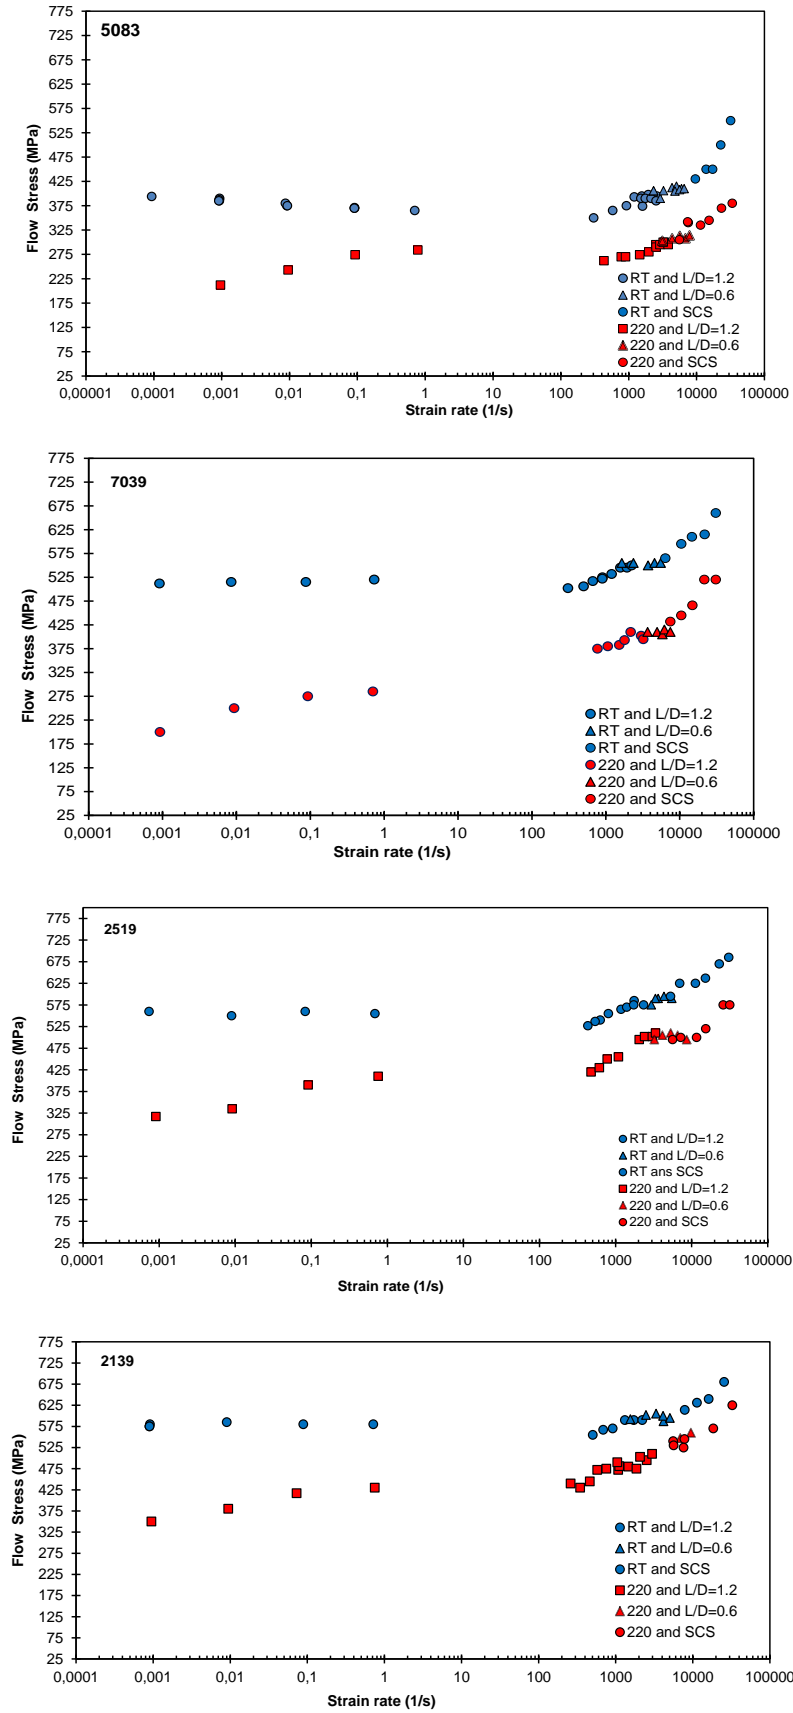 5083
Flow Stress (MPa)
775
725
675
625
575
525
475
425
375
325
275
225
175
125
75
25
RT and L/D=1.2
RT and L/D=0.6
RT and SCS
220 and L/D=1.2
220 and L/D=0.6
220 and SCS
0,00001 0,0001 0,001 0,01 0,1 1 10 100 1000 10000 100000
Strain rate (1/s)
7039
Flow Stress (MPa)
775
725
675
625
575
525
475
425
375
325
275
225
175
125
75
25
RT and L/D=1.2
RT and L/D=0.6
RT and SCS
220 and L/D=1.2
220 and L/D=0.6
220 and SCS
0,0001 0,001 0,01 0,1 1 10 100 1000 10000 100000
Strain rate (1/s)
2519
Flow Stress (MPa)
775
725
675
625
575
525
475
425
375
325
275
225
175
125
75
25
RT and L/D=1.2
RT and L/D=0.6
RT ans SCS
220 and L/D=1.2
220 and L/D=0.6
220 and SCS
0,0001 0,001 0,01 0,1 1 10 100 1000 10000 100000
Strain rate (1/s)
2139
Flow Stress (MPa)
775
725
675
625
575
525
475
425
375
325
275
225
175
125
75
25
RT and L/D=1.2
RT and L/D=0.6
RT and SCS
220 and L/D=1.2
220 and L/D=0.6
220 and SCS
0,0001 0,001 0,01 0,1 1 10 100 1000 10000 100000
Strain rate (1/s)